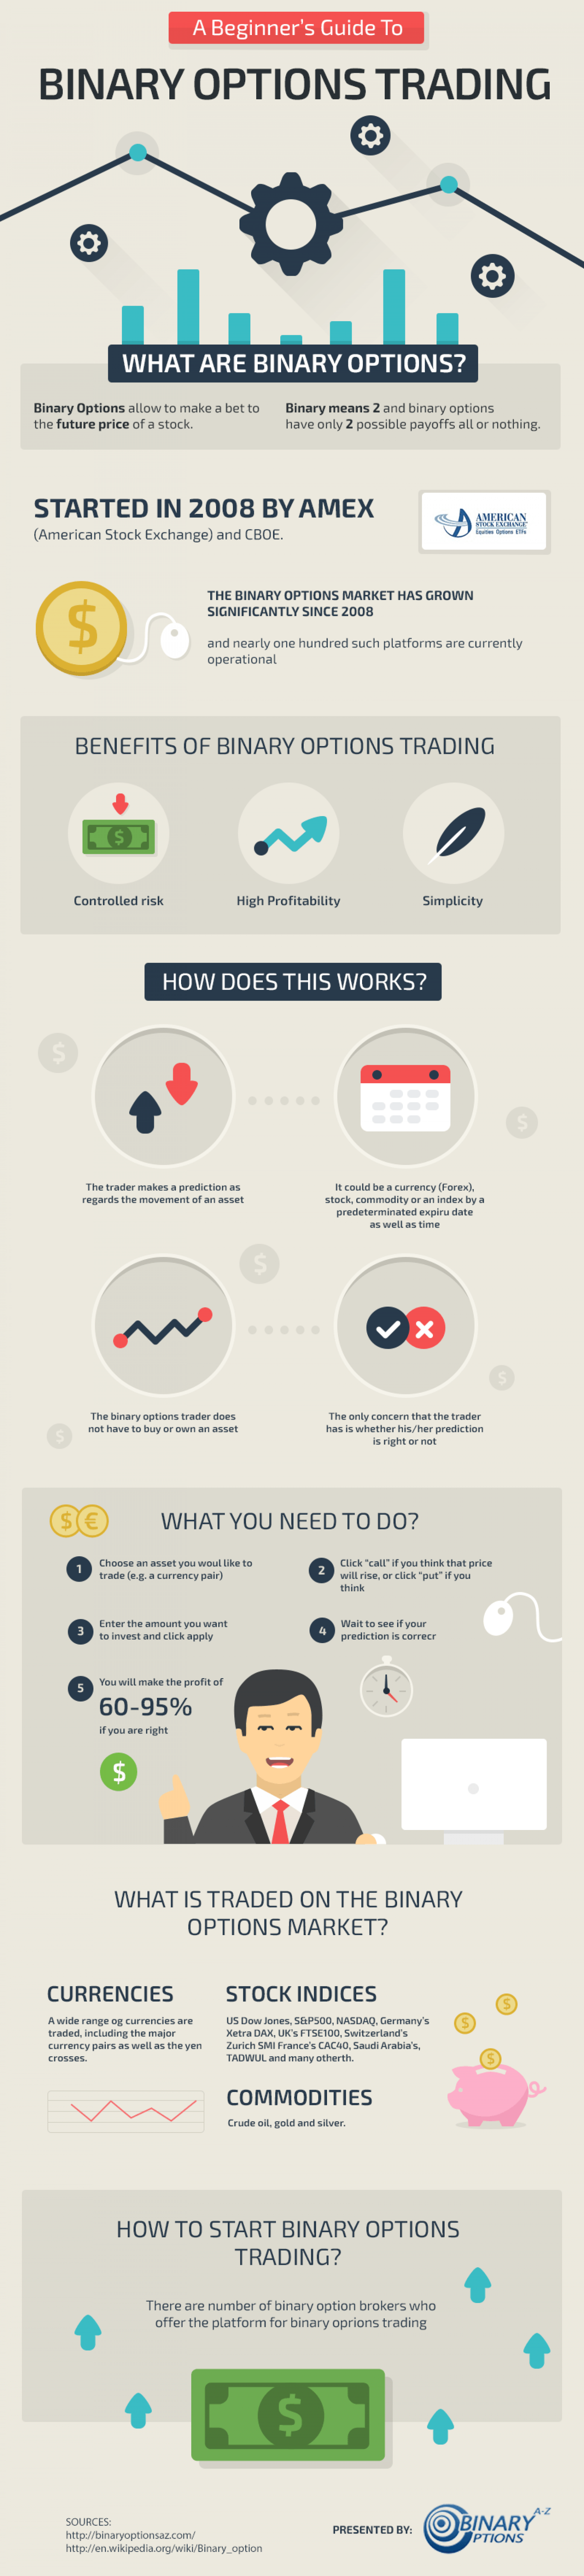 A Beginner's Guide To
BINARY OPTIONS TRADING
WHAT ARE BINARY OPTIONS?
Binary Options allow to make a bet to
the future price of a stock.
Binary means 2 and binary options
have only 2 possible payoffs all or nothing.
STARTED IN 2008 BY AMEX
(American Stock Exchange) and CBOE.
AMERICAN
STOCK EXCHANGE
Equities Options ETFs
THE BINARY OPTIONS MARKET HAS GROWN
SIGNIFICANTLY SINCE 2008
and nearly one hundred such platforms are currently
operational
BENEFITS OF BINARY OPTIONS TRADING
Controlled risk
High Profitability
Simplicity
HOW DOES THIS WORKS?
The trader makes a prediction as
regards the movement of an asset
It could be a currency (Forex),
stock, commodity or an index by a
predeterminated expiru date
as well as time
The binary options trader does
not have to buy or own an asset
The only concern that the trader
has is whether his/her prediction
is right or not
WHAT YOU NEED TO DO?
1
Choose an asset you woul like to
trade (e.g. a currency pair)
2
Click "call" if you think that price
will rise, or click "put" if you
think
3
Enter the amount you want
to invest and click apply
4
Wait to see if your
prediction is correcr
5
You will make the profit of
60-95%
if you are right
WHAT IS TRADED ON THE BINARY
OPTIONS MARKET?
CURRENCIES
A wide range og currencies are
traded, including the major
currency pairs as well as the yen
crosses.
STOCK INDICES
US Dow Jones, S&P500, NASDAQ, Germany's
Xetra DAX, UK's FTSE100, Switzerland's
Zurich SMI France's CAC40, Saudi Arabia's,
TADWUL and many otherth.
COMMODITIES
Crude oil, gold and silver.
HOW TO START BINARY OPTIONS
TRADING?
There are number of binary option brokers who
offer the platform for binary oprions trading
SOURCES:
http://binaryoptionsaz.com/
http://en.wikipedia.org/wiki/Binary_option
PRESENTED BY:
BINARY A-Z
OPTIONS